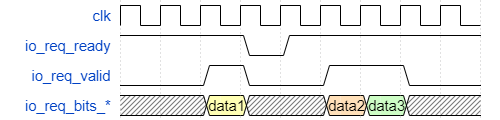 clk
io_req_ready
io_req_valid
io_req_bits_* data1 data2 data3